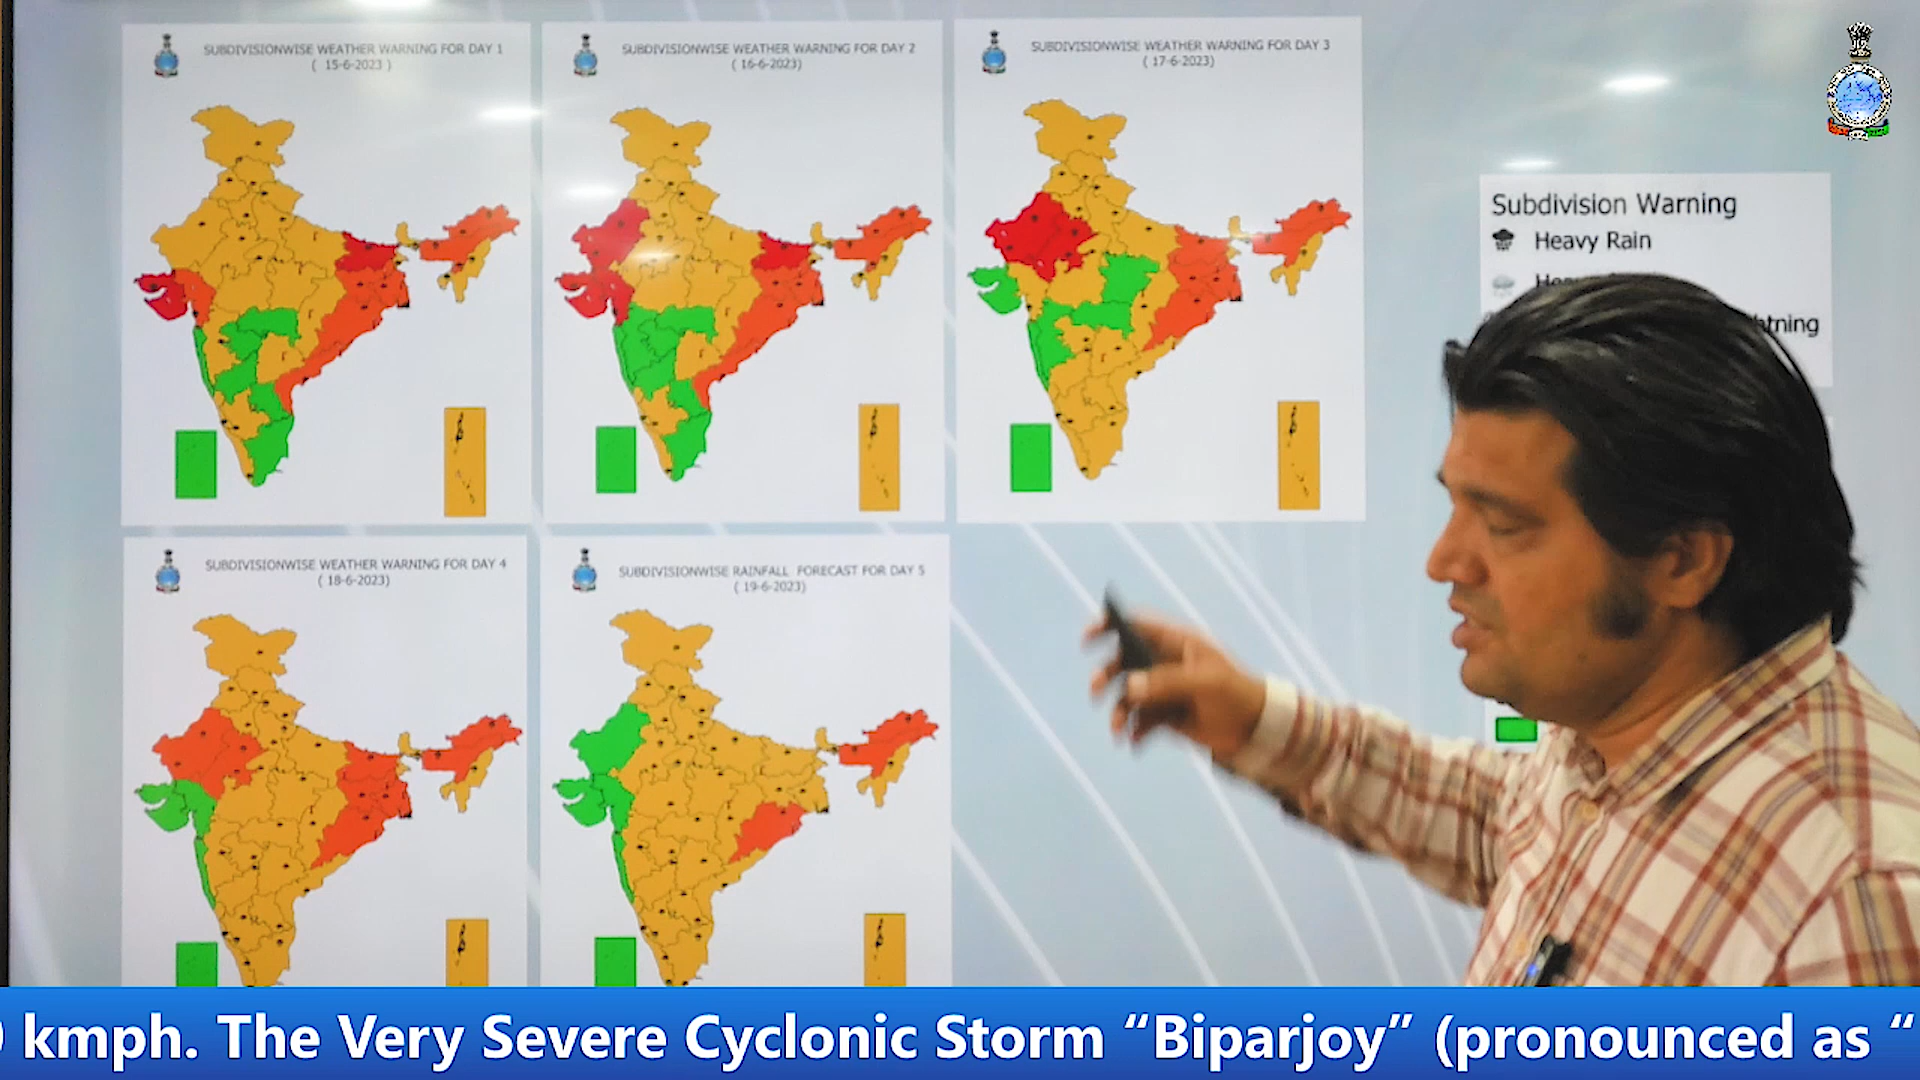 SUBDIVISIONWISE WEATHER WARNING FOR DAY 1
( 15-6-2023 )
SUBDIVISIONWISE WEATHER WARNING FOR DAY 2
( 16-6-2023)
SUBDIVISIONWISE WEATHER WARNING FOR DAY 3
( 17-6-2023)
Subdivision Warning
Heavy Rain
SUBDIVISIONWISE WEATHER WARNING FOR DAY 4
( 18-6-2023)
SUBDIVISIONWISE RAINFALL FORECAST FOR DAY 5
( 19-6-2023)
kmph. The Very Severe Cyclonic Storm “Biparjoy” (pronounced as “